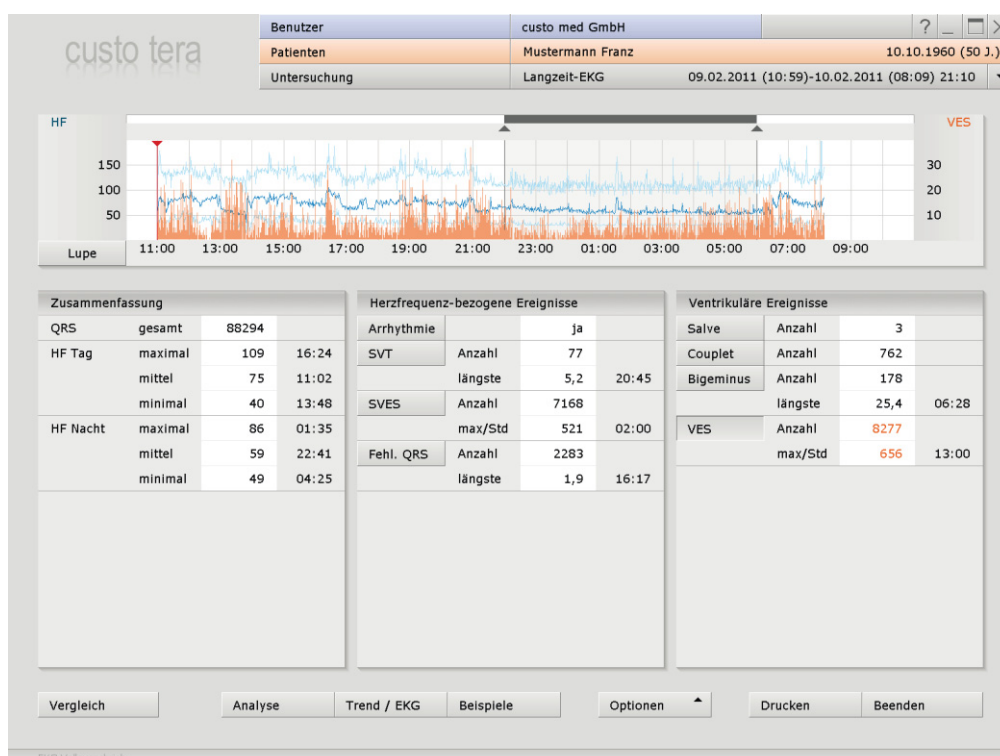 custo tera
Benutzer custo med GmbH ? _
Patienten Mustermann Franz 10.10.1960 (50 J.)
Untersuchung Langzeit-EKG 09.02.2011 (10:59)-10.02.2011 (08:09) 21:10
HF VES
150 30
100 20
50 10
Lupe 11:00 13:00 15:00 17:00 19:00 21:00 23:00 01:00 03:00 05:00 07:00 09:00
Zusammenfassung
QRS gesamt 88294
HF Tag maximal 109 16:24
mittel 75 11:02
minimal 40 13:48
HF Nacht maximal 86 01:35
mittel 59 22:41
minimal 49 04:25
Herzfrequenz-bezogene Ereignisse
Arrhythmie ja
SVT Anzahl 77
längste 5,2 20:45
SVES Anzahl 7168
max/Std 521 02:00
Fehl. QRS Anzahl 2283
längste 1,9 16:17
Ventrikuläre Ereignisse
Salve Anzahl 3
Couplet Anzahl 762
Bigeminus Anzahl 178
längste 25,4 06:28
VES Anzahl 8277
max/Std 656 13:00
Vergleich Analyse Trend / EKG Beispiele Optionen Drucken Beenden